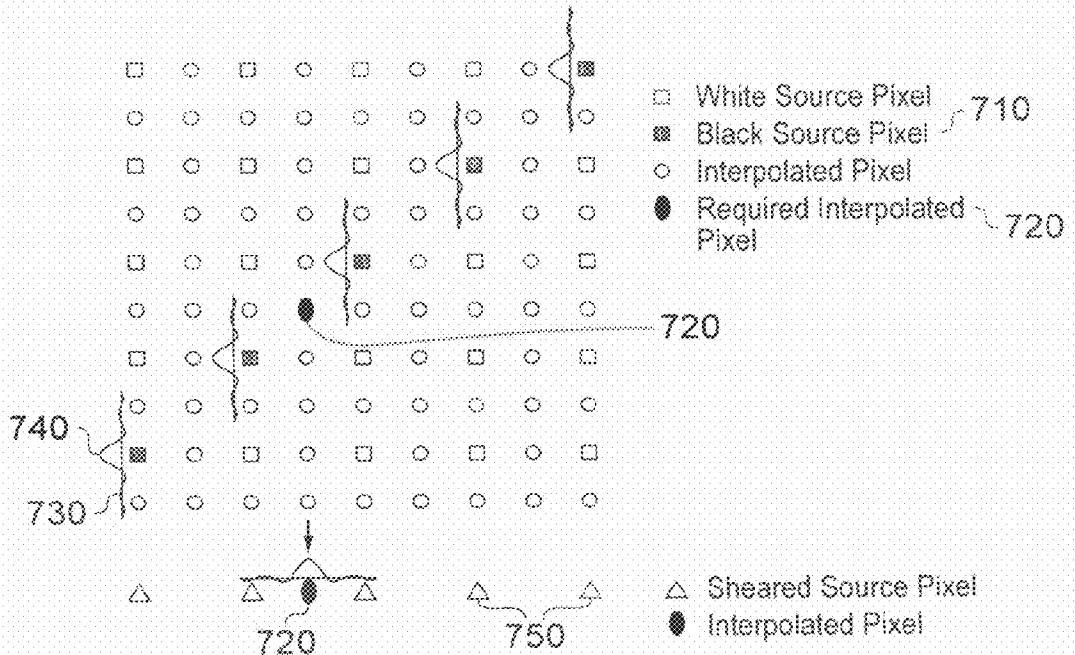 White Source Pixel
Black Source Pixel 710
Interpolated Pixel
Required Interpolated Pixel 720
720
740
730
720
750
Sheared Source Pixel
Interpolated Pixel